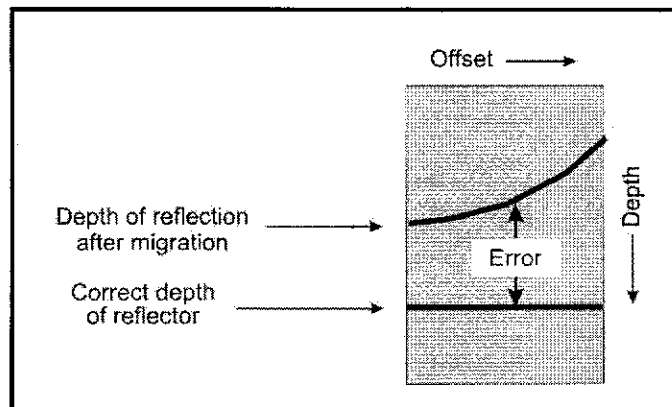 Offset
Depth of reflection
after migration
Error
Depth
Correct depth
of reflector